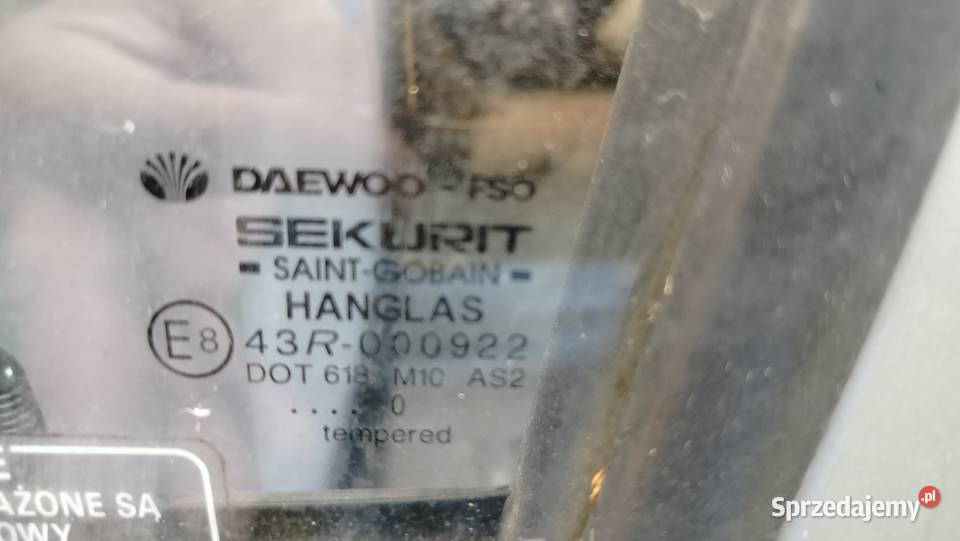 DAEWOO - FSO
SEKURIT
- SAINT-GOBAIN -
HANGLAS
E8 43R-000922
DOT 618 M10 AS2
.... 0
tempered
E
AŻONE SĄ
OWY
Sprzedajemy.pl